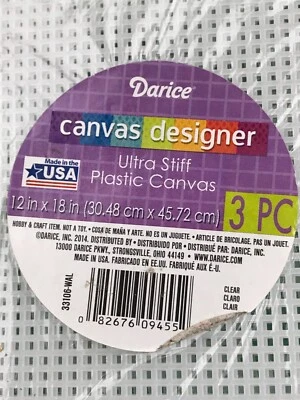 Darice
canvas designer
Made in the
USA
Ultra Stiff
Plastic Canvas
12 in x 18 in (30.48 cm x 45.72 cm)
3 PC
HOBBY & CRAFT ITEM. NOT A TOY. • COSA DE MAÑA Y ARTE. NO ES UN JUGUETE. • ARTICLE DE BRICOLAGE. PAS UN JOUET.
©DARICE, INC. 2014. DISTRIBUTED BY • DISTRIBUIDO POR • DISTRIBUÉ PAR: DARICE, INC.
13000 DARICE PKWY., STRONGSVILLE, OHIO 44149 • WWW.DARICE.COM
MADE IN USA. FABRICADO EN EE.UU. FABRIQUÉ AUX É.U.
33106-WAL
0 82676 09455
CLEAR
CLARO
CLAIR